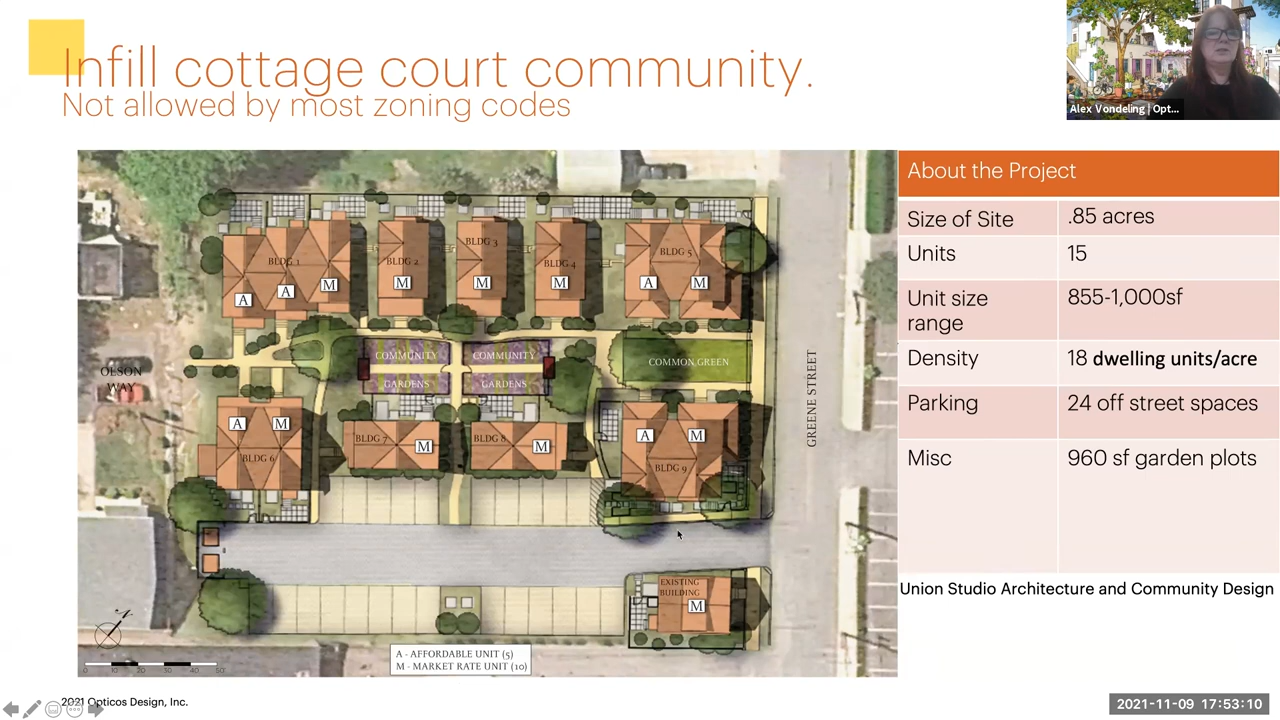 Infill cottage court community.
Not allowed by most zoning codes
Alex Vondeling | Opt...
About the Project
Size of Site .85 acres
Units 15
Unit size range 855-1,000sf
Density 18 dwelling units/acre
Parking 24 off street spaces
Misc 960 sf garden plots
Union Studio Architecture and Community Design
BLDG 1
BLDG 2
BLDG 3
BLDG 4
BLDG 5
A A M M M M A M
COMMUNITY GARDENS
COMMUNITY GARDENS
COMMON GREEN
OLSON WAY
GREENE STREET
A M
BLDG 6
BLDG 7 M
BLDG 8 M
A M
BLDG 9
EXISTING BUILDING
M
A - AFFORDABLE UNIT (5)
M - MARKET RATE UNIT (10)
2021 Opticos Design, Inc.
2021-11-09 17:53:10